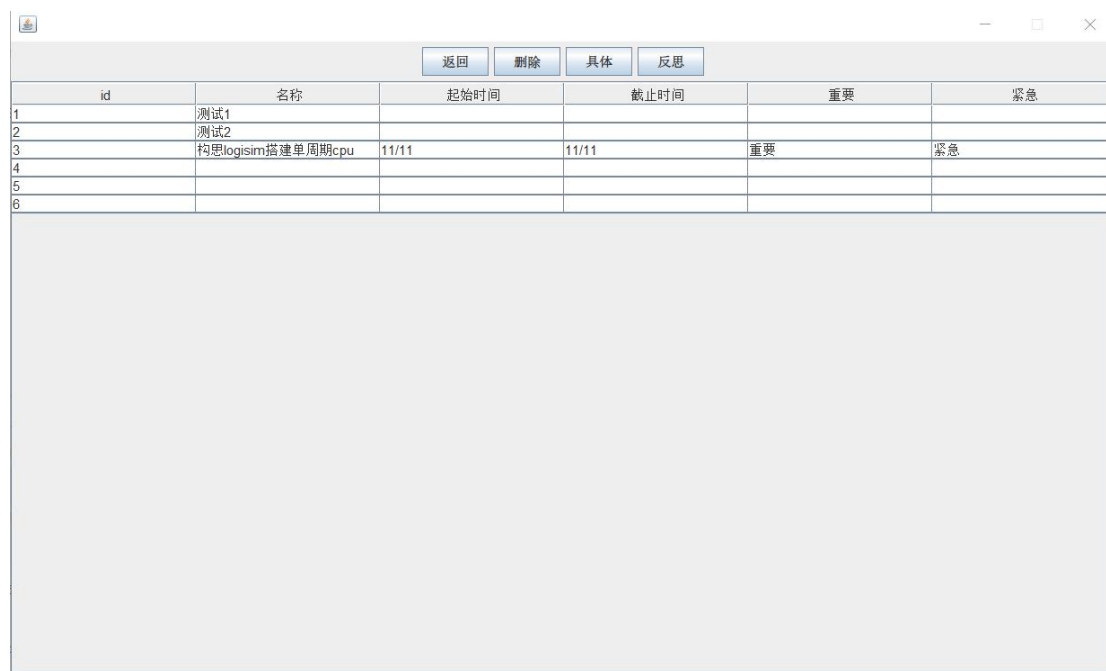 返回 删除 具体 反思
id 名称 起始时间 截止时间 重要 紧急
1 测试1
2 测试2
3 构思logisim搭建单周期cpu 11/11 11/11 重要 紧急
4
5
6